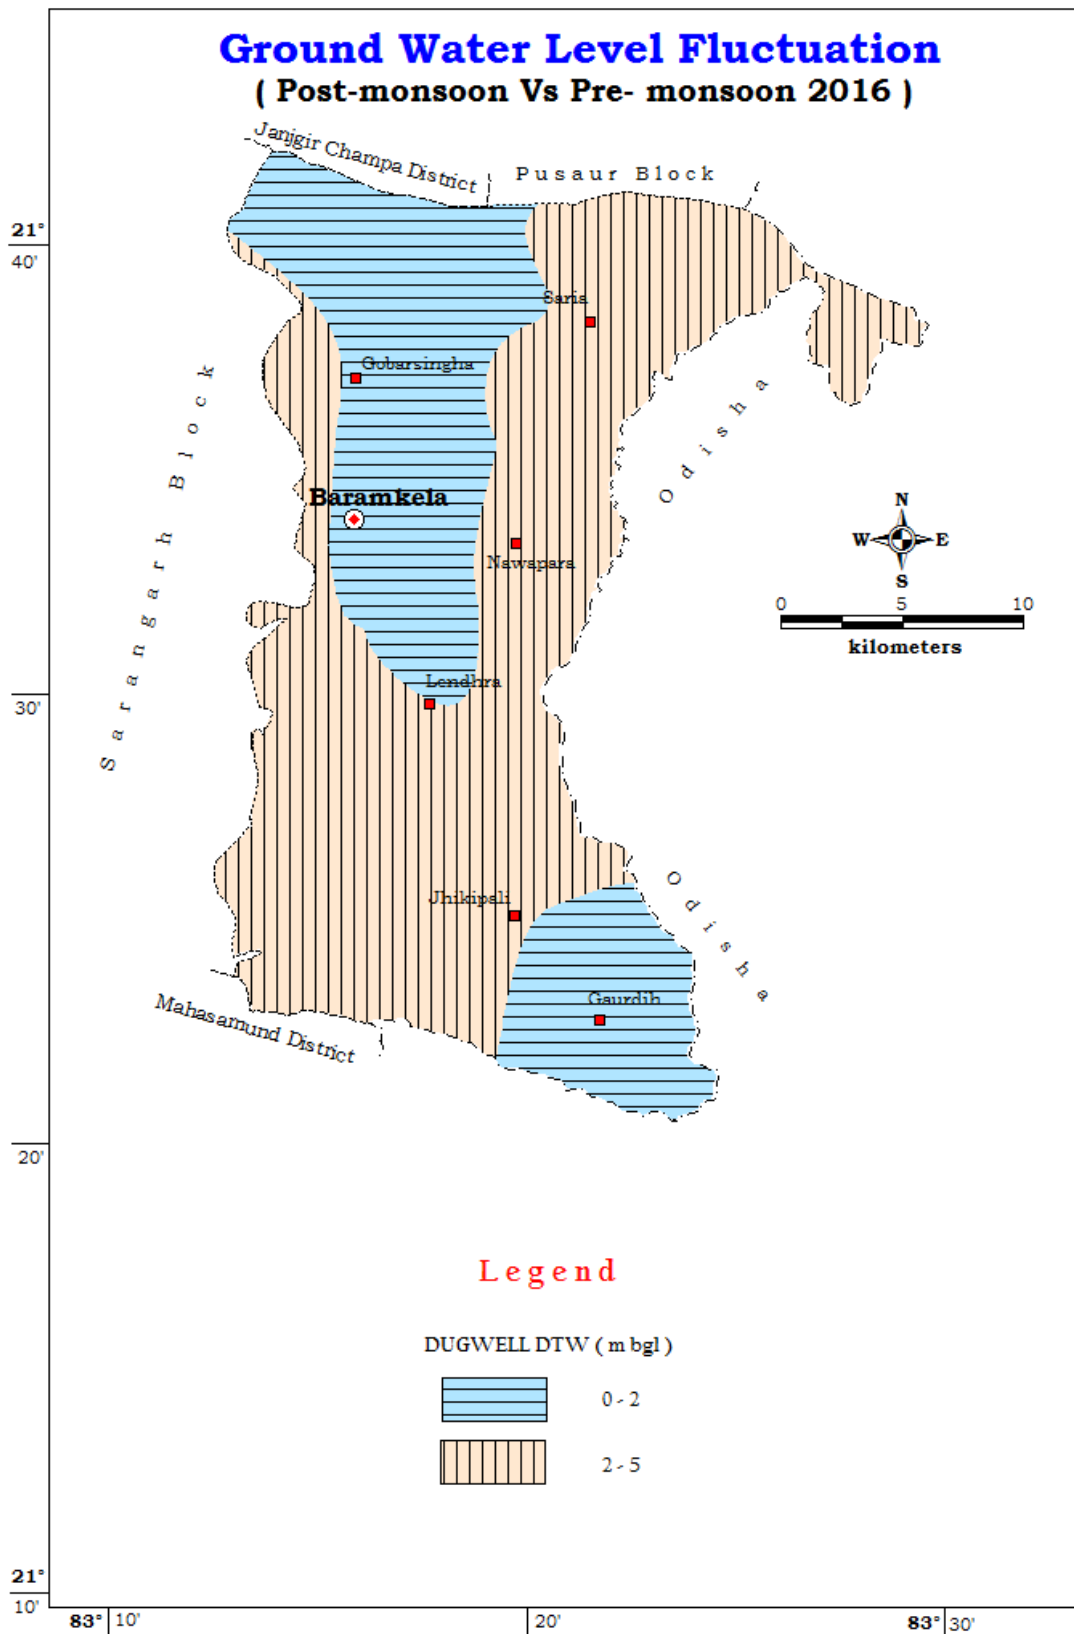 Ground Water Level Fluctuation
( Post-monsoon Vs Pre- monsoon 2016 )
Janjgir Champa District
Pusaur Block
21°
40'
Saria
Gobarsingha
Sarangarh Block
Odisha
Baramkela
N
W E
S
Nawapara
0 5 10
kilometers
Lendhra
30'
Jhikipali
Odisha
Gaurdih
Mahasamund District
20'
Legend
DUGWELL DTW ( m bgl )
0 - 2
2 - 5
21°
10'
83° 10' 20' 83° 30'